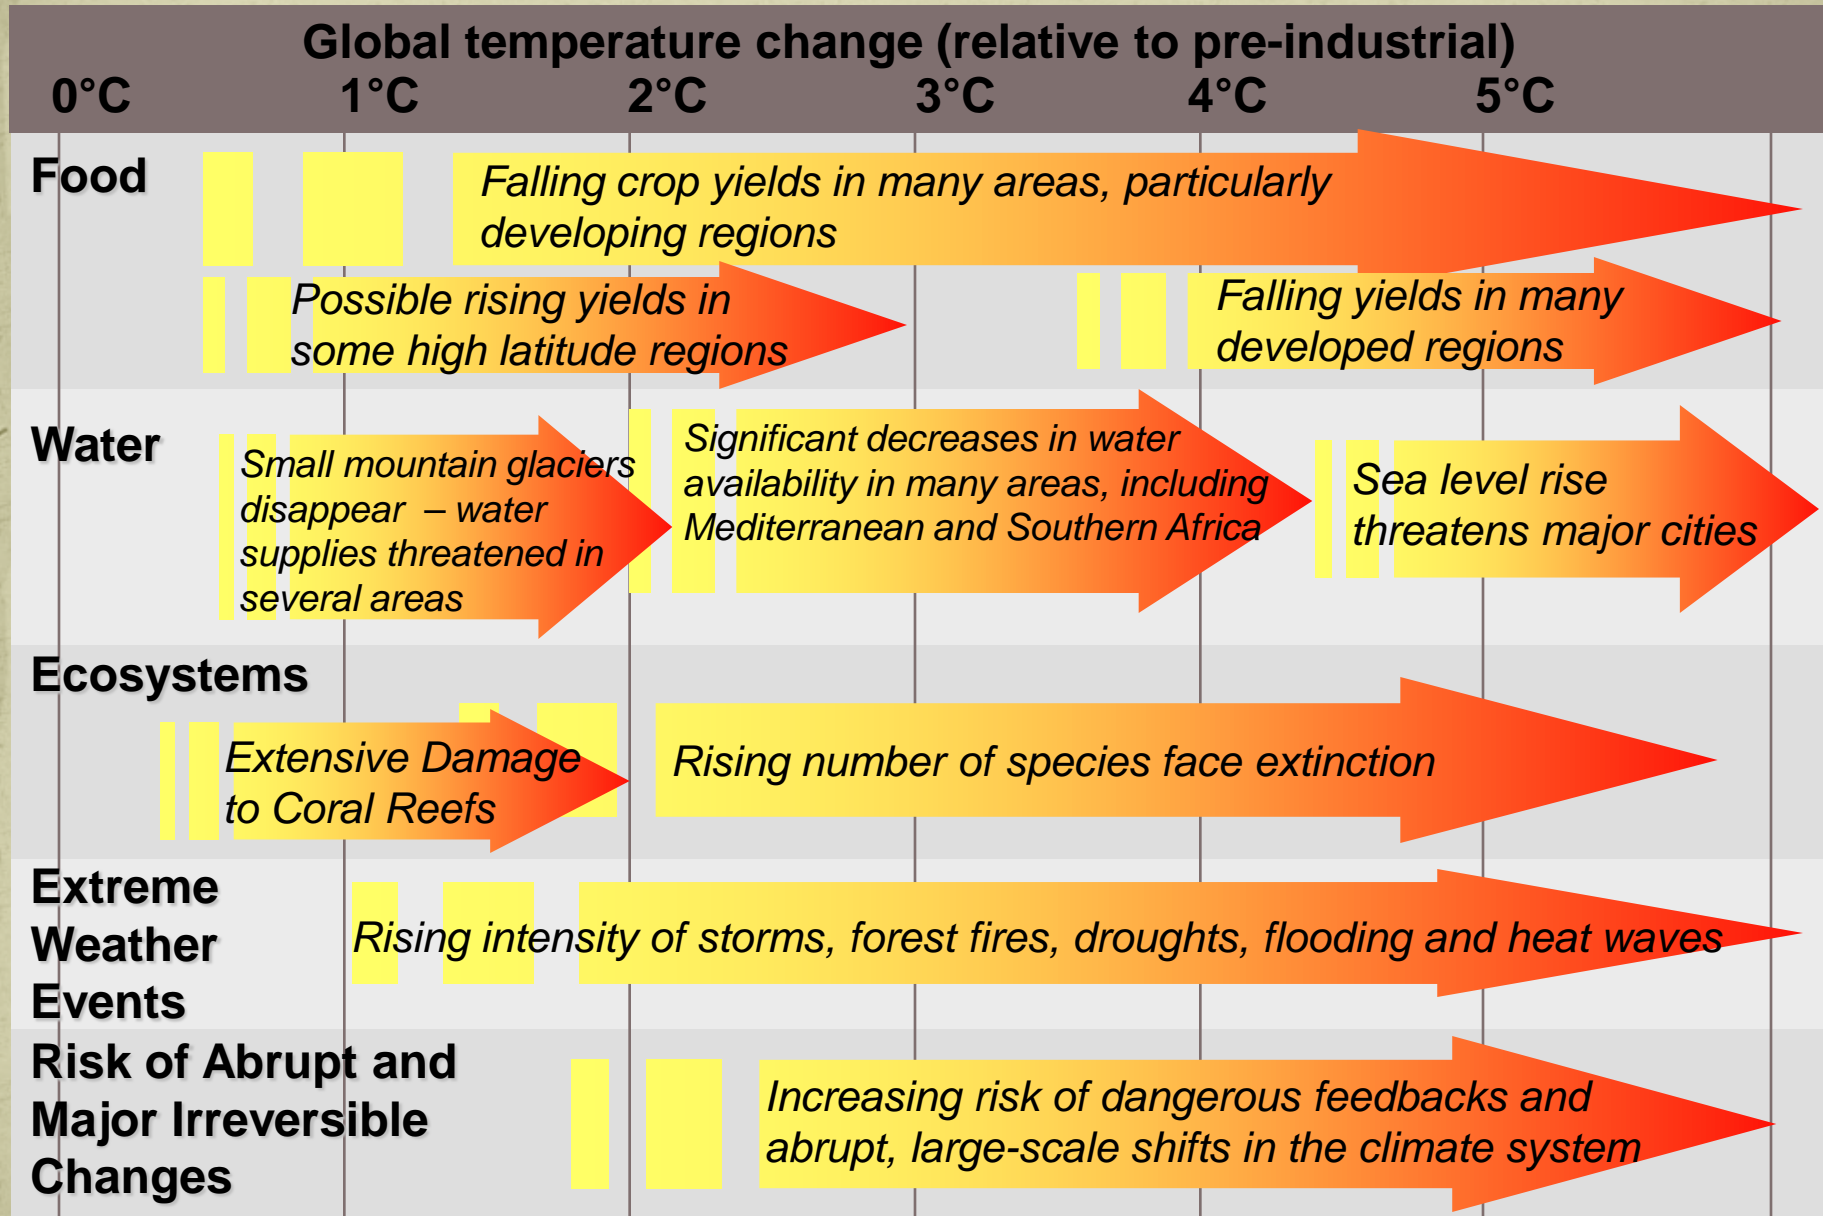 Global temperature change (relative to pre-industrial)
0°C 1°C 2°C 3°C 4°C 5°C
Food
Falling crop yields in many areas, particularly
developing regions
Possible rising yields in
some high latitude regions
Falling yields in many
developed regions
Water
Small mountain glaciers
disappear – water
supplies threatened in
several areas
Significant decreases in water
availability in many areas, including
Mediterranean and Southern Africa
Sea level rise
threatens major cities
Ecosystems
Extensive Damage
to Coral Reefs
Rising number of species face extinction
Extreme
Weather
Events
Rising intensity of storms, forest fires, droughts, flooding and heat waves
Risk of Abrupt and
Major Irreversible
Changes
Increasing risk of dangerous feedbacks and
abrupt, large-scale shifts in the climate system